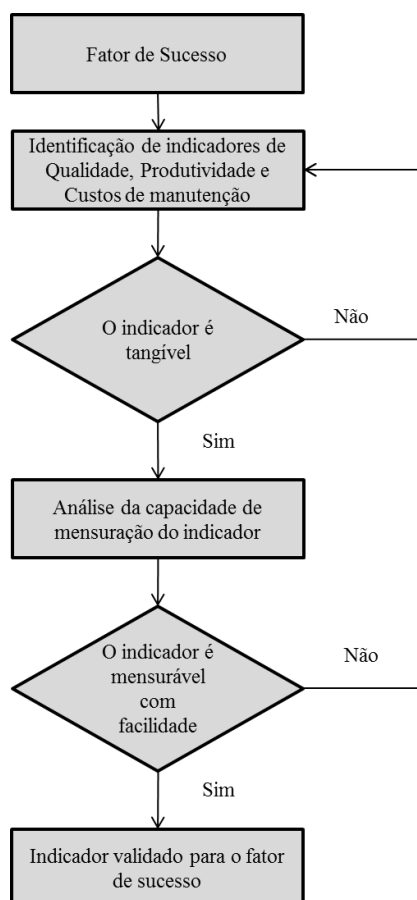 Fator de Sucesso
Identificação de indicadores de
Qualidade, Produtividade e
Custos de manutenção
O indicador é
tangível
Não
Sim
Análise da capacidade de
mensuração do indicador
O indicador é
mensurável
com
facilidade
Não
Sim
Indicador validado para o fator
de sucesso